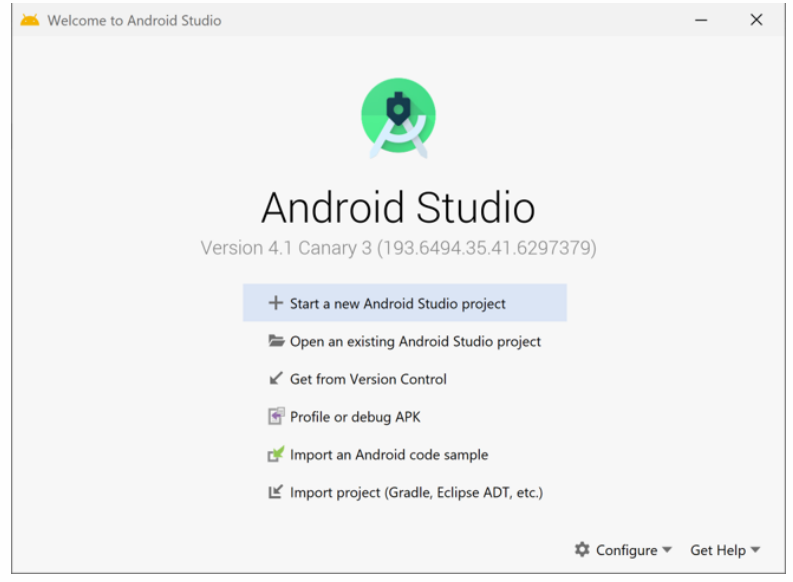 Welcome to Android Studio
Android Studio
Version 4.1 Canary 3 (193.6494.35.41.6297379)
Start a new Android Studio project
Open an existing Android Studio project
Get from Version Control
Profile or debug APK
Import an Android code sample
Import project (Gradle, Eclipse ADT, etc.)
Configure Get Help